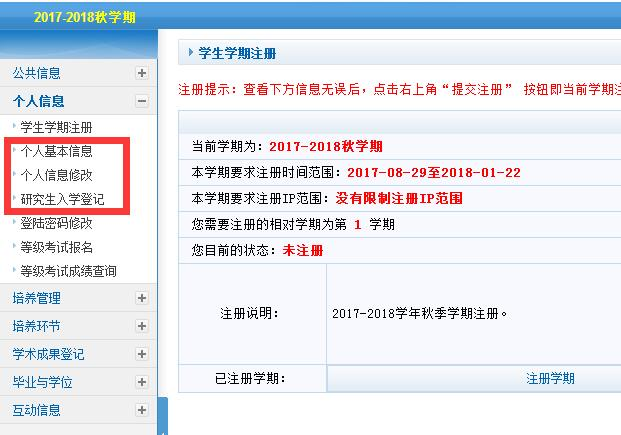 2017-2018秋学期
公共信息
个人信息
学生学期注册
个人基本信息
个人信息修改
研究生入学登记
登陆密码修改
等级考试报名
等级考试成绩查询
培养管理
培养环节
学术成果登记
毕业与学位
互动信息
学生学期注册
注册提示：查看下方信息无误后，点击右上角“提交注册” 按钮即当前学期注
当前学期为：2017-2018秋学期
本学期要求注册时间范围：2017-08-29至2018-01-22
本学期要求注册IP范围：没有限制注册IP范围
您需要注册的相对学期为第 1 学期
您目前的状态：未注册
注册说明： 2017-2018学年秋季学期注册。
已注册学期： 注册学期